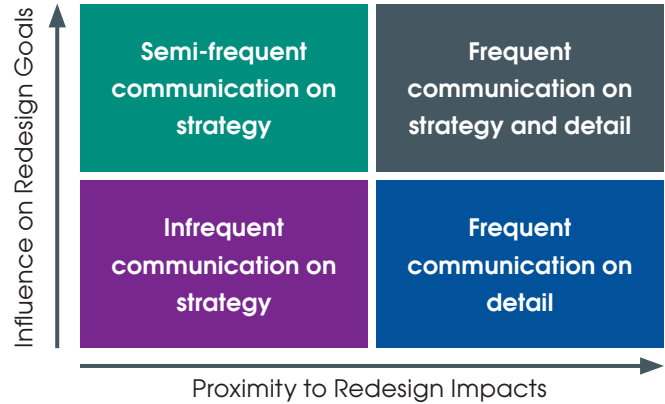 Influence on Redesign Goals
Semi-frequent
communication on
strategy
Frequent
communication on
strategy and detail
Infrequent
communication on
strategy
Frequent
communication on
detail
Proximity to Redesign Impacts